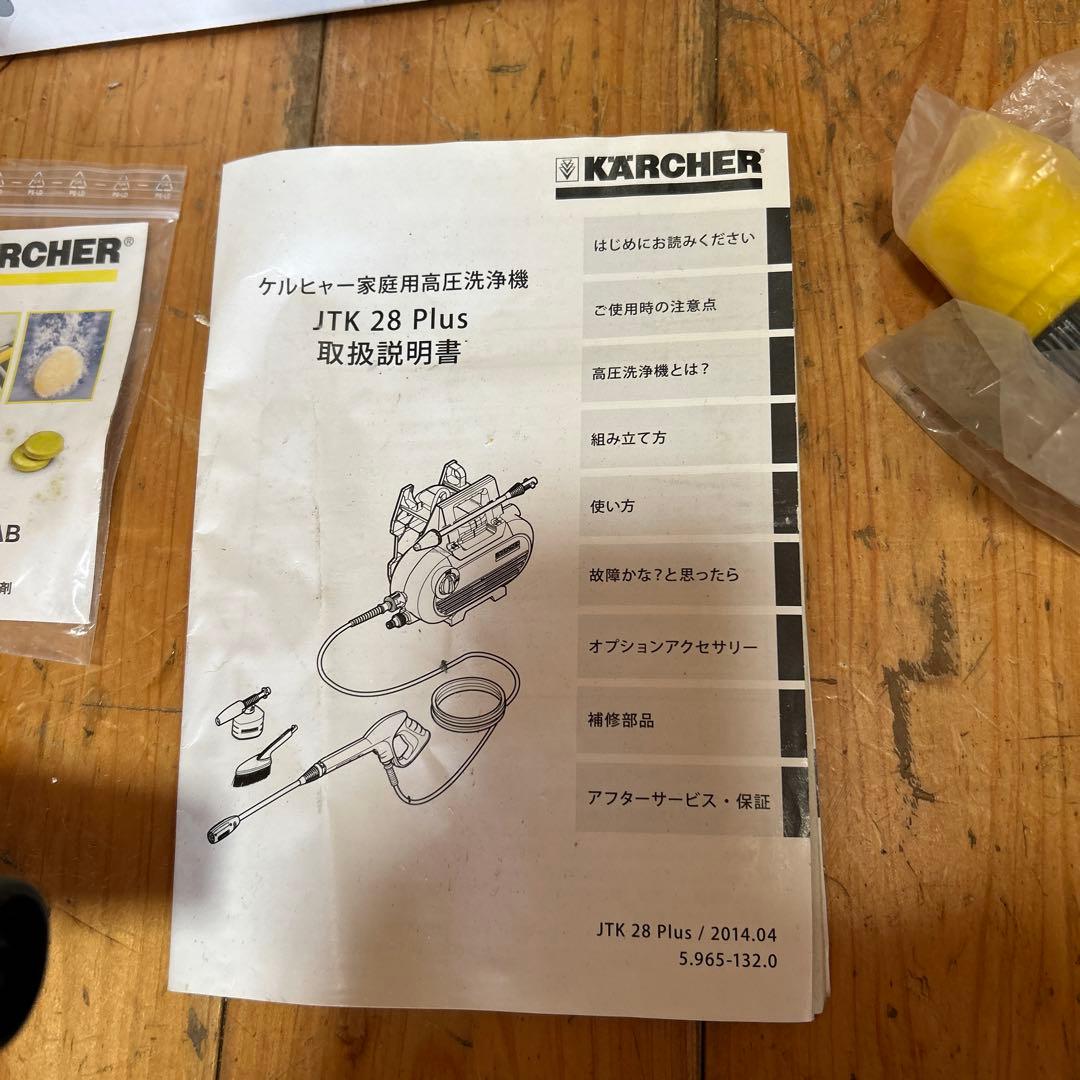 KÄRCHER
ケルヒャー家庭用高圧洗浄機
JTK 28 Plus
取扱説明書
はじめにお読みください
ご使用時の注意点
高圧洗浄機とは?
組み立て方
使い方
故障かな?と思ったら
オプションアクセサリー
補修部品
アフターサービス・保証
JTK 28 Plus / 2014.04
5.965-132.0
RCHER®
AB
剤